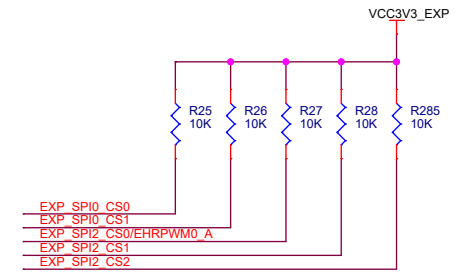 VCC3V3_EXP
R25 R26 R27 R28 R285
10K 10K 10K 10K 10K
EXP_SPI0_CS0
EXP_SPI0_CS1
EXP_SPI2_CS0/EHRPWM0_A
EXP_SPI2_CS1
EXP_SPI2_CS2